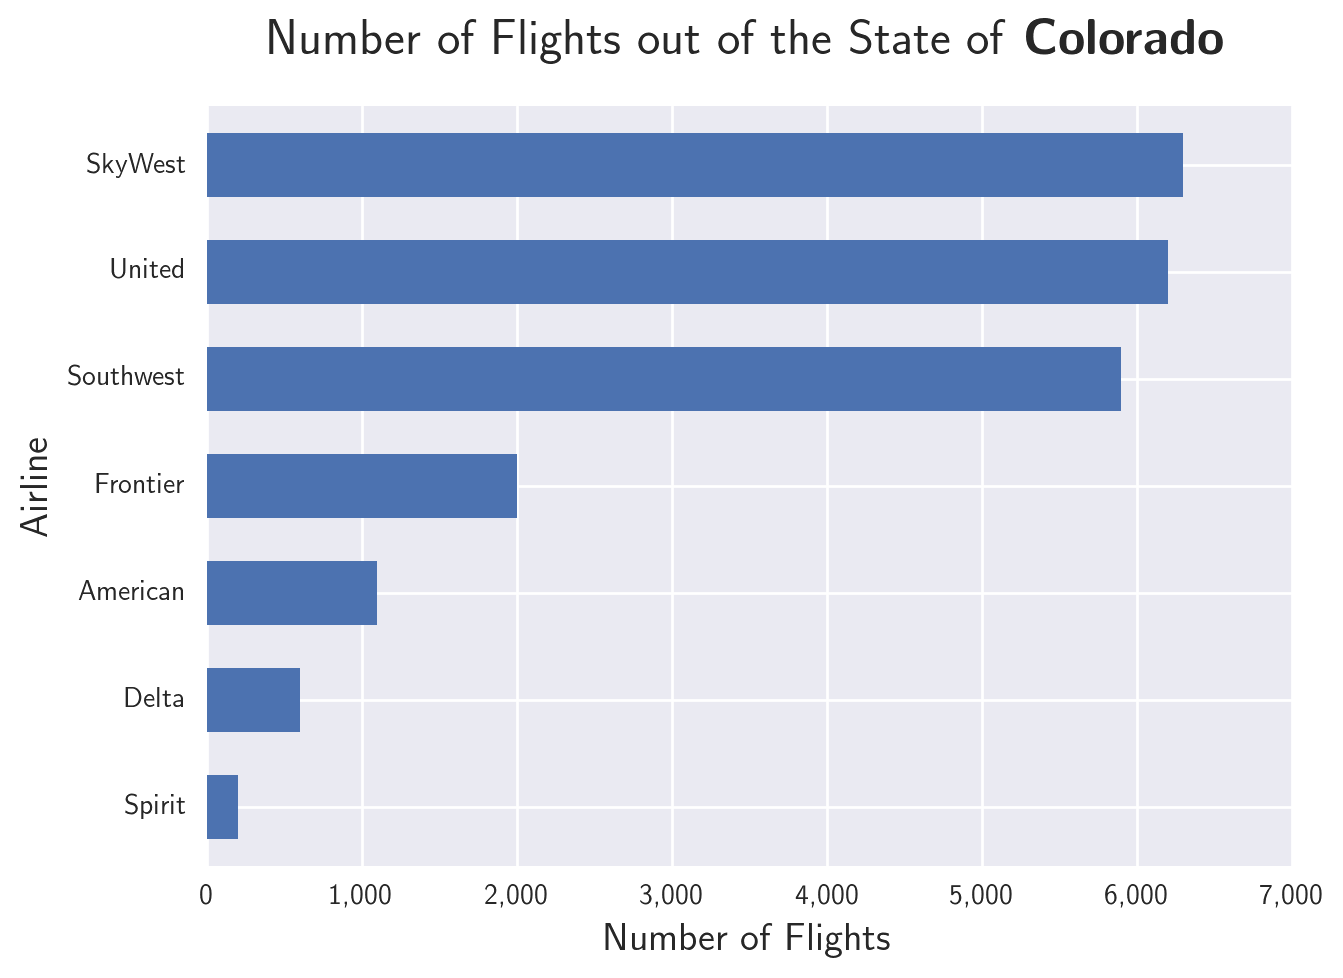 Number of Flights out of the State of Colorado
SkyWest
United
Southwest
Frontier
American
Delta
Spirit
Airline
0 1,000 2,000 3,000 4,000 5,000 6,000 7,000
Number of Flights